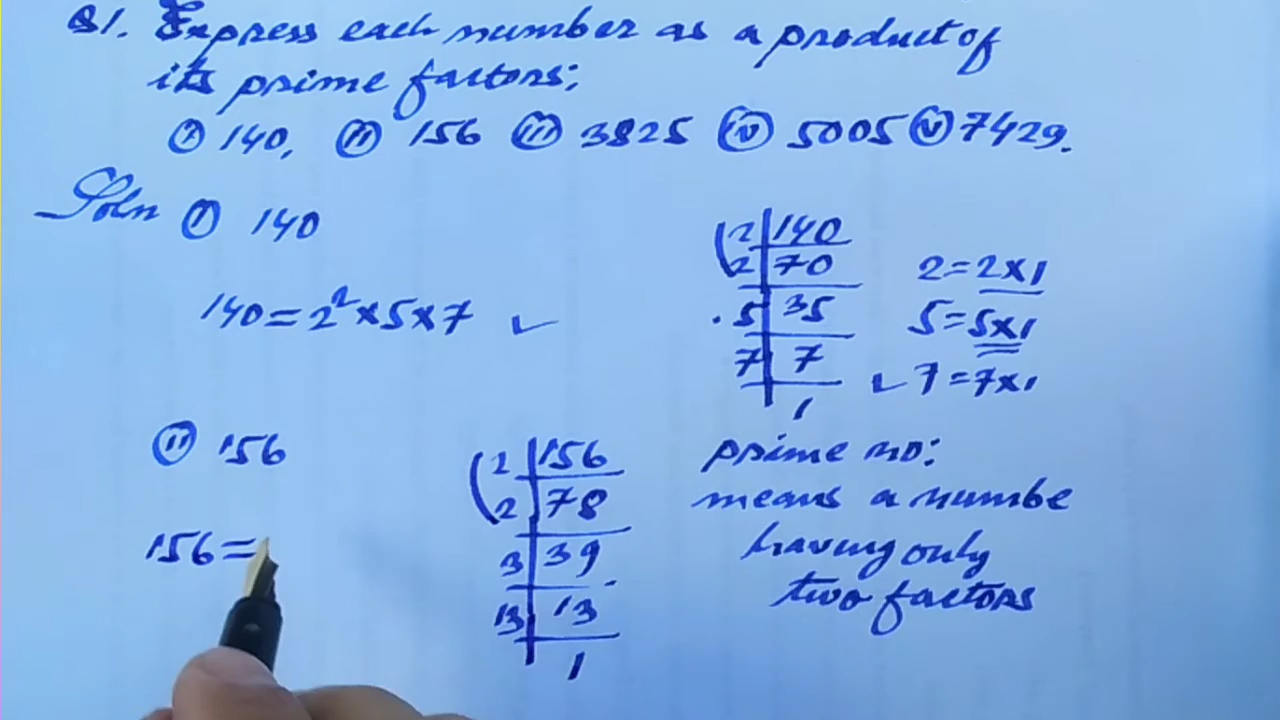 Q1. Express each number as a product of
its prime factors;
(i) 140, (ii) 156 (iii) 3825 (iv) 5005 (v) 7429.
Soln (i) 140
140 = 2² × 5 × 7 ✓
2 | 140
2 | 70
5 | 35
7 | 7
1
2 = 2 × 1
5 = 5 × 1
✓ 7 = 7 × 1
(ii) 156
156 =
2 | 156
2 | 78
3 | 39
13 | 13
1
prime no:
means a numbe
having only
two factors